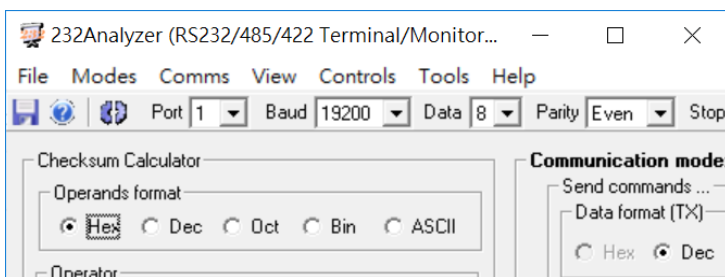 232Analyzer (RS232/485/422 Terminal/Monitor...
File Modes Comms View Controls Tools Help
Port 1 Baud 19200 Data 8 Parity Even Stop
Checksum Calculator
Operands format
Hex Dec Oct Bin ASCII
Operator
Communication mode
Send commands ...
Data format (TX)
Hex Dec